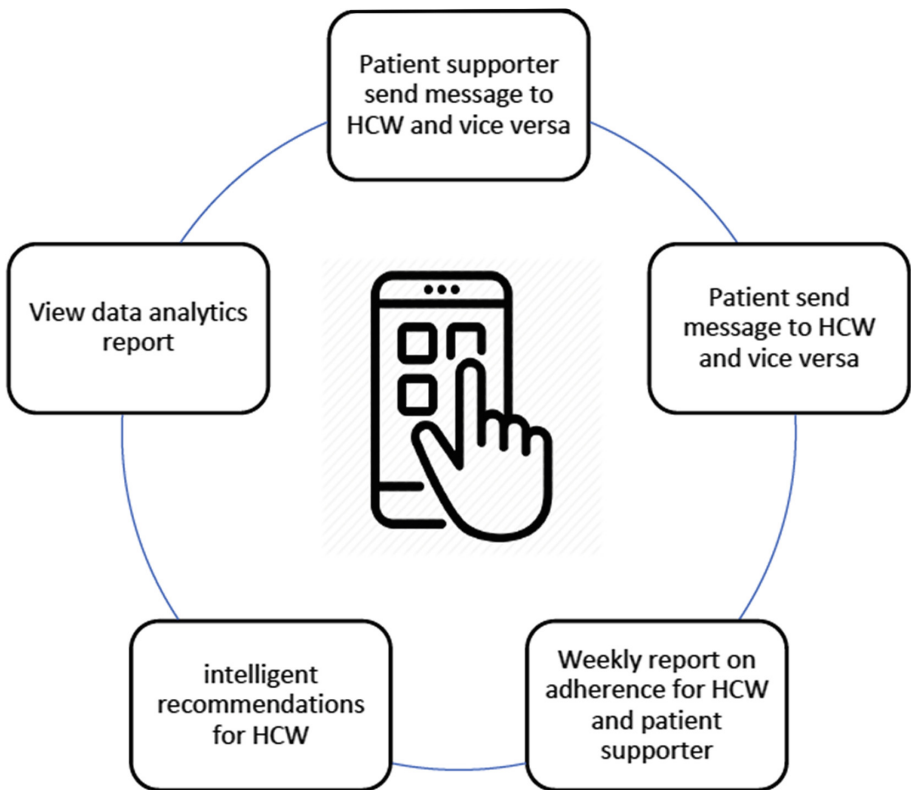 Patient supporter
send message to
HCW and vice versa
Patient send
message to HCW
and vice versa
Weekly report on
adherence for HCW
and patient
supporter
intelligent
recommendations
for HCW
View data analytics
report